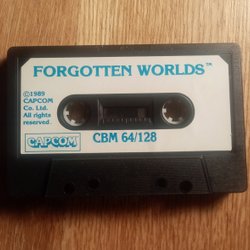 FORGOTTEN WORLDS™
©1989
CAPCOM
Co. Ltd.
All rights
reserved.
CAPCOM
CBM 64/128